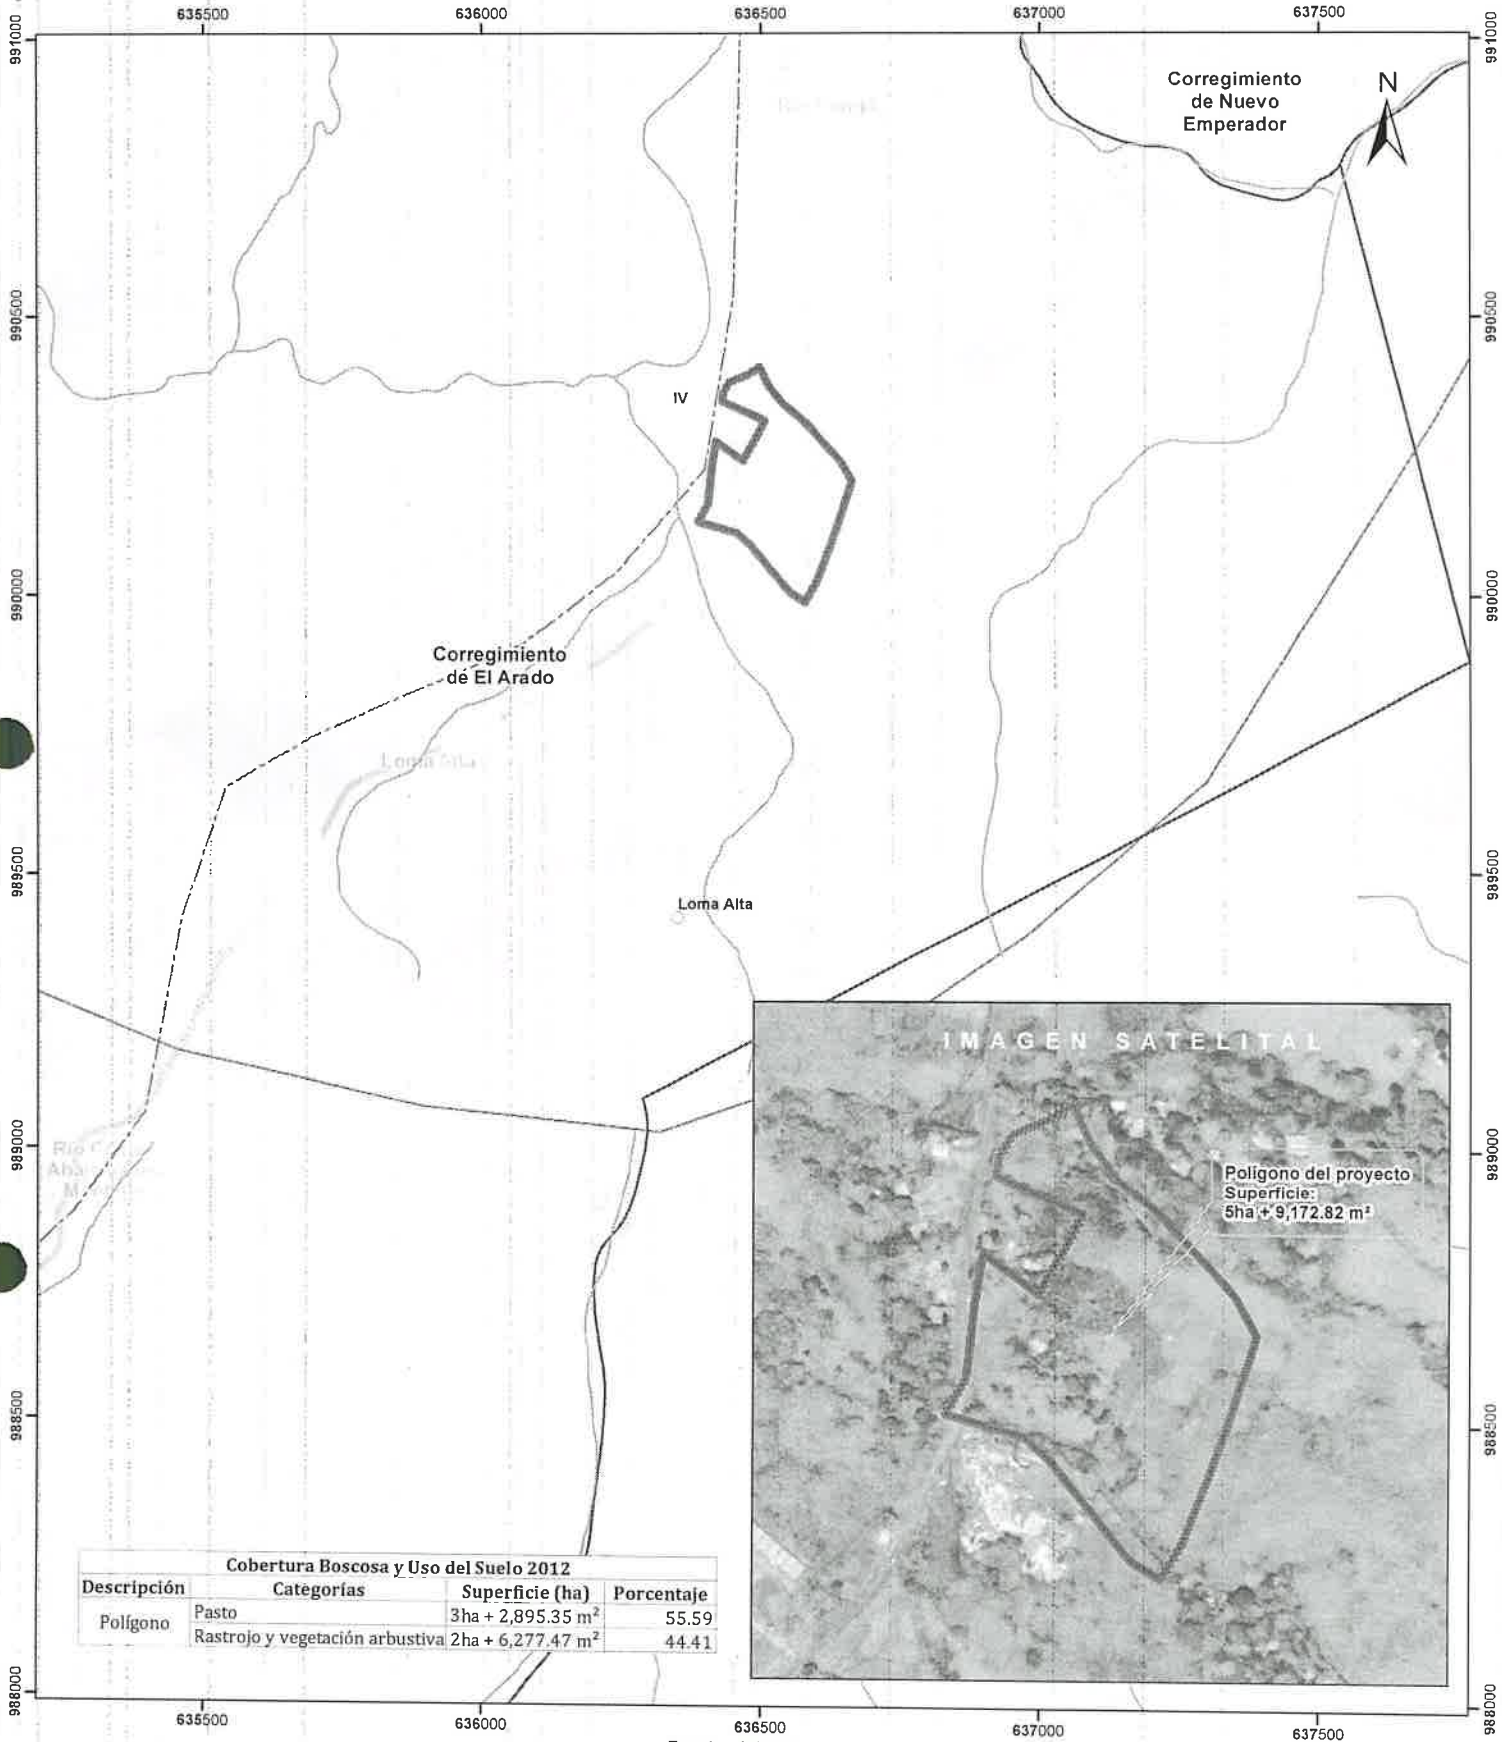 635500 636000 636500 637000 637500
991000 991000
Corregimiento
de Nuevo
Emperador
N
990500 990500
IV
990000 990000
Corregimiento
de El Arado
Loma Alta
989500 989500
Loma Alta
IMAGEN SATELITAL
989000 989000
Río
Polígono del proyecto
Superficie:
5ha + 9,172.82 m²
988500 988500
Cobertura Boscosa y Uso del Suelo 2012
Descripción Categorías Superficie (ha) Porcentaje
Polígono Pasto 3ha + 2,895.35 m² 55.59
Rastrojo y vegetación arbustiva 2ha + 6,277.47 m² 44.41
988000 988000
635500 636000 636500 637000 637500